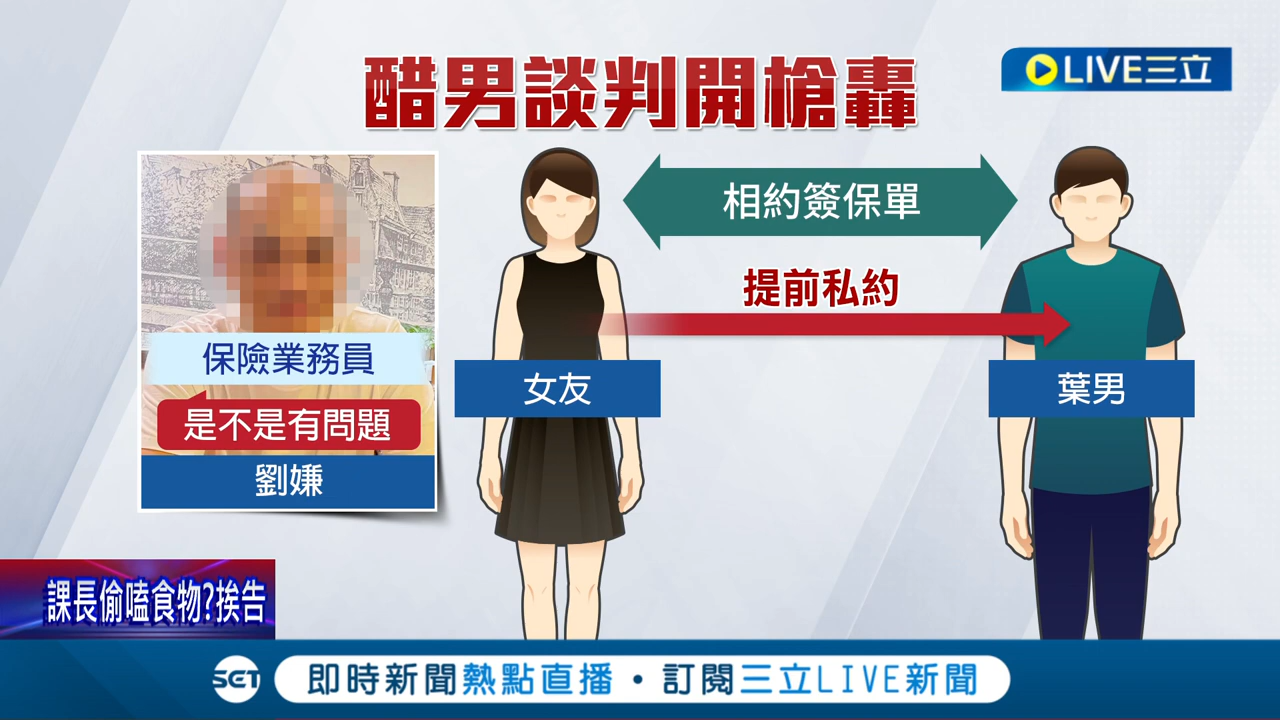 醋男談判開槍轟
LIVE三立
相約簽保單
提前私約
保險業務員
是不是有問題
劉嫌
女友
葉男
課長偷嗑食物?挨告
SET 即時新聞熱點直播・訂閱三立LIVE新聞